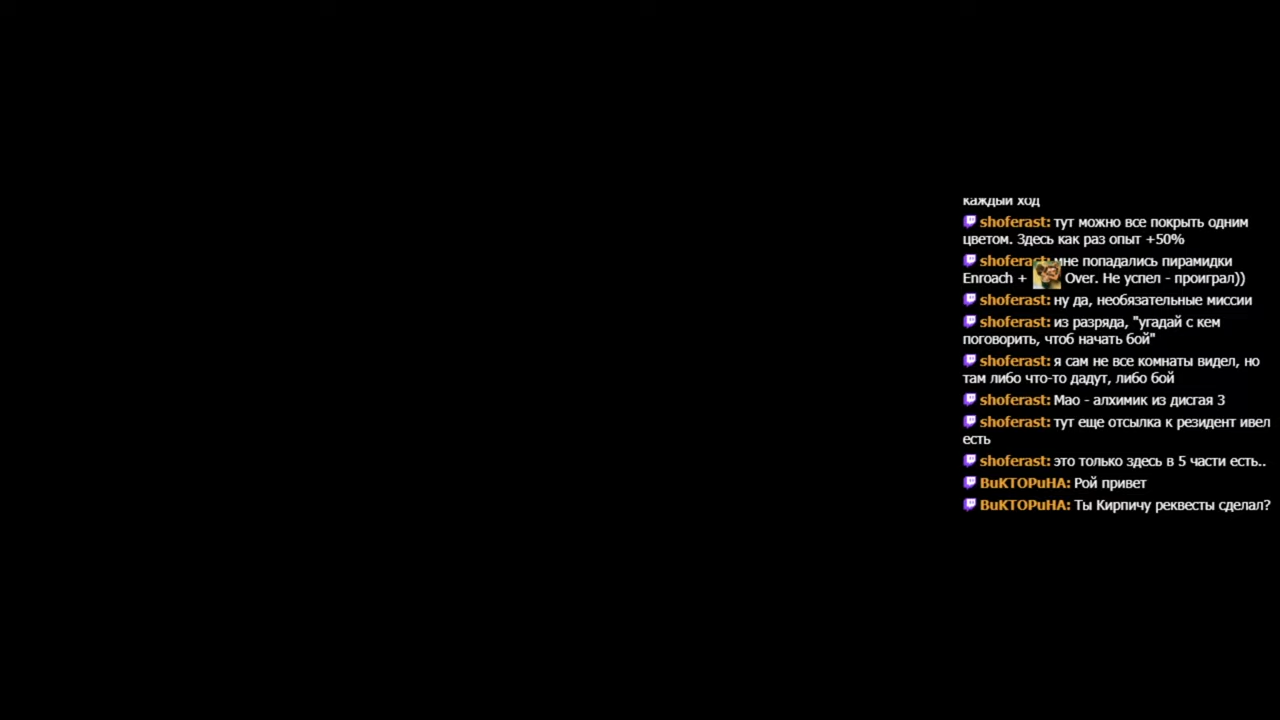 каждый ход
shoferast: тут можно все покрыть одним
цветом. Здесь как раз опыт +50%
shoferast: мне попадались пирамидки
Enroach + Over. Не успел - проиграл))
shoferast: ну да, необязательные миссии
shoferast: из разряда, "угадай с кем
поговорить, чтоб начать бой"
shoferast: я сам не все комнаты видел, но
там либо что-то дадут, либо бой
shoferast: Мао - алхимик из дисгая 3
shoferast: тут еще отсылка к резидент ивел
есть
shoferast: это только здесь в 5 части есть..
BuKTOPuHA: Рой привет
BuKTOPuHA: Ты Кирпичу реквесты сделал?